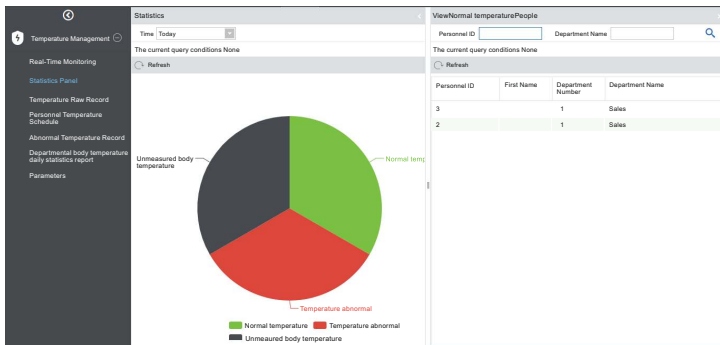 Temperature Management
Real-Time Monitoring
Statistics Panel
Temperature Raw Record
Personnel Temperature
Schedule
Abnormal Temperature Record
Departmental body temperature
daily statistics report
Parameters
Statistics
Time Today
The current query conditions None
Refresh
Unmeasured body
temperature
Normal temp
Temperature abnormal
Normal temperature Temperature abnormal
Unmeaured body temperature
ViewNormal temperaturePeople
Personnel ID Department Name
The current query conditions None
Refresh
Personnel ID First Name Department
Number Department Name
3 1 Sales
2 1 Sales